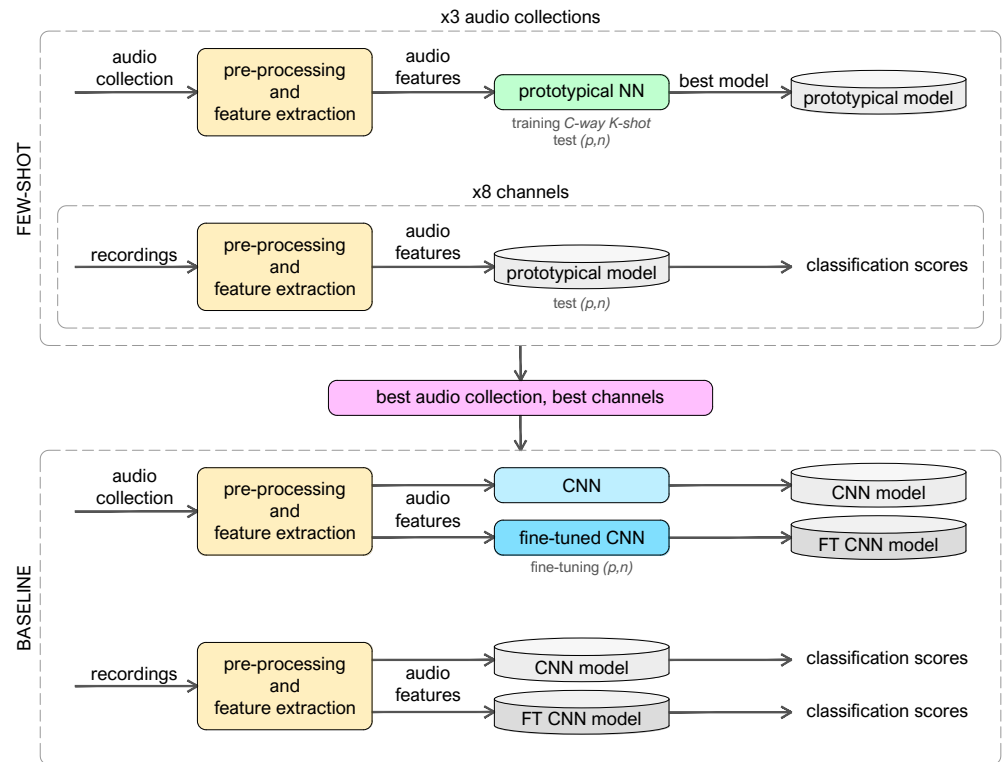 x3 audio collections
FEW-SHOT
audio
collection
pre-processing
and
feature extraction
audio
features
prototypical NN
training C-way K-shot
test (p,n)
best model
prototypical model
x8 channels
recordings
pre-processing
and
feature extraction
audio
features
prototypical model
test (p,n)
classification scores
best audio collection, best channels
BASELINE
audio
collection
pre-processing
and
feature extraction
audio
features
CNN
CNN model
fine-tuned CNN
fine-tuning (p,n)
FT CNN model
recordings
pre-processing
and
feature extraction
audio
features
CNN model
classification scores
FT CNN model
classification scores